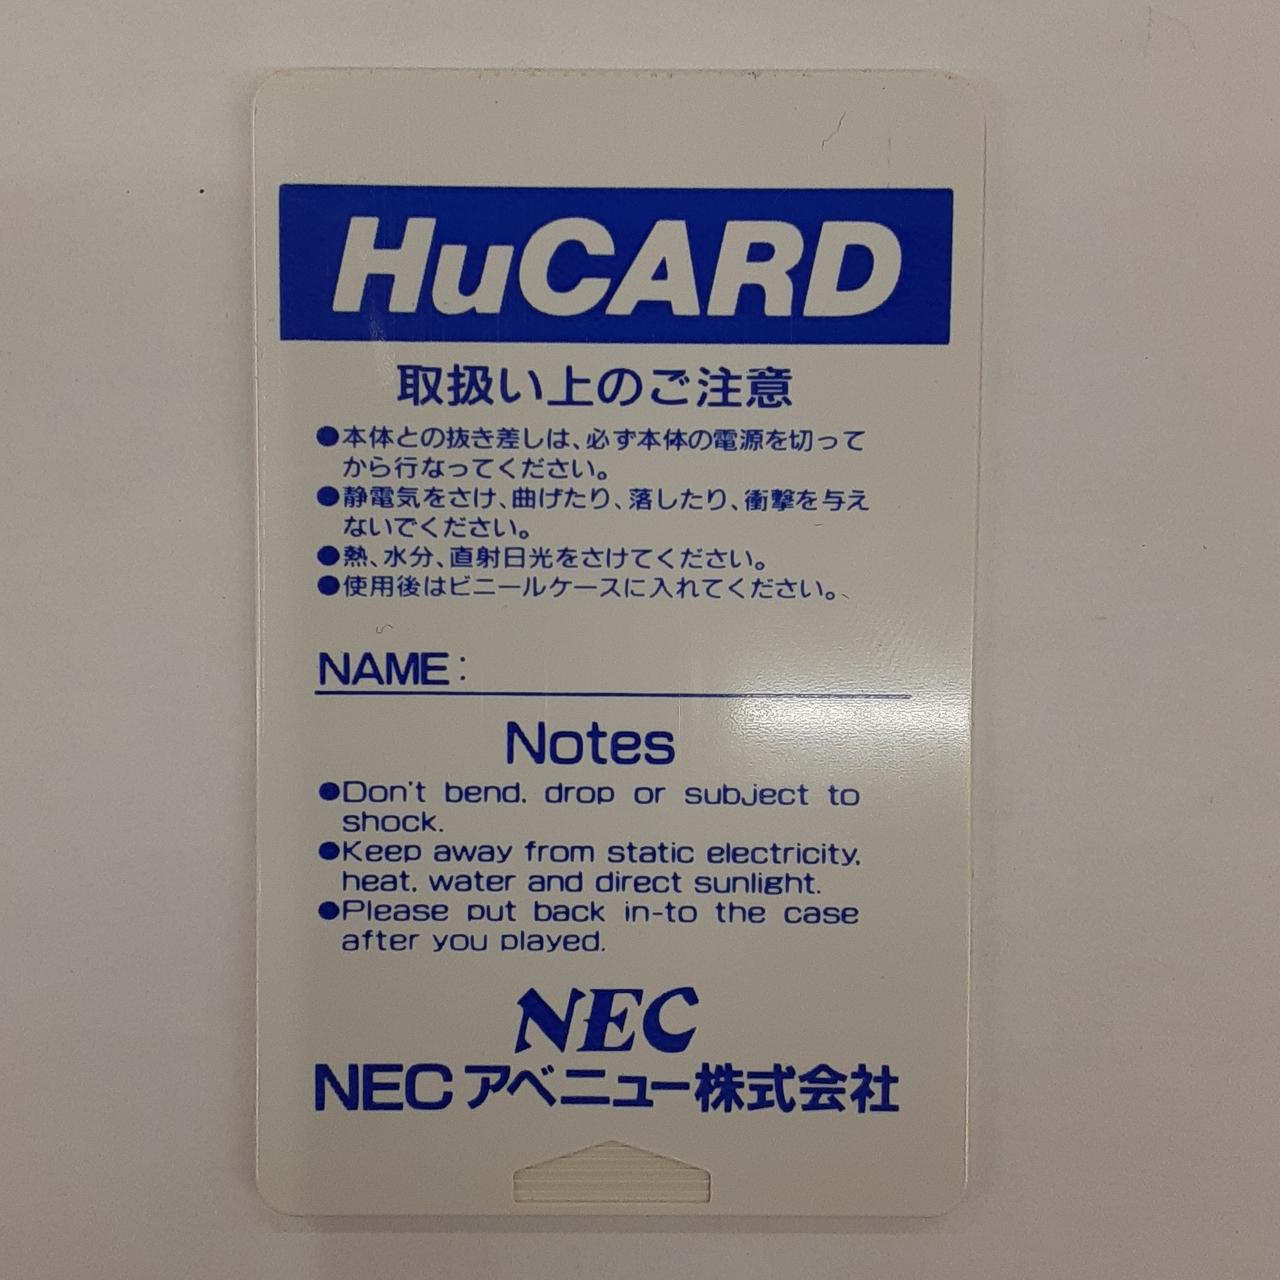 HuCARD
取扱い上のご注意
●本体との抜き差しは、必ず本体の電源を切って
から行なってください。
●静電気をさけ、曲げたり、落したり、衝撃を与え
ないでください。
●熱、水分、直射日光をさけてください。
●使用後はビニールケースに入れてください。
NAME:
Notes
●Don't bend, drop or subject to
shock.
●Keep away from static electricity,
heat, water and direct sunlight.
●Please put back in-to the case
after you played.
NEC
NECアベニュー株式会社